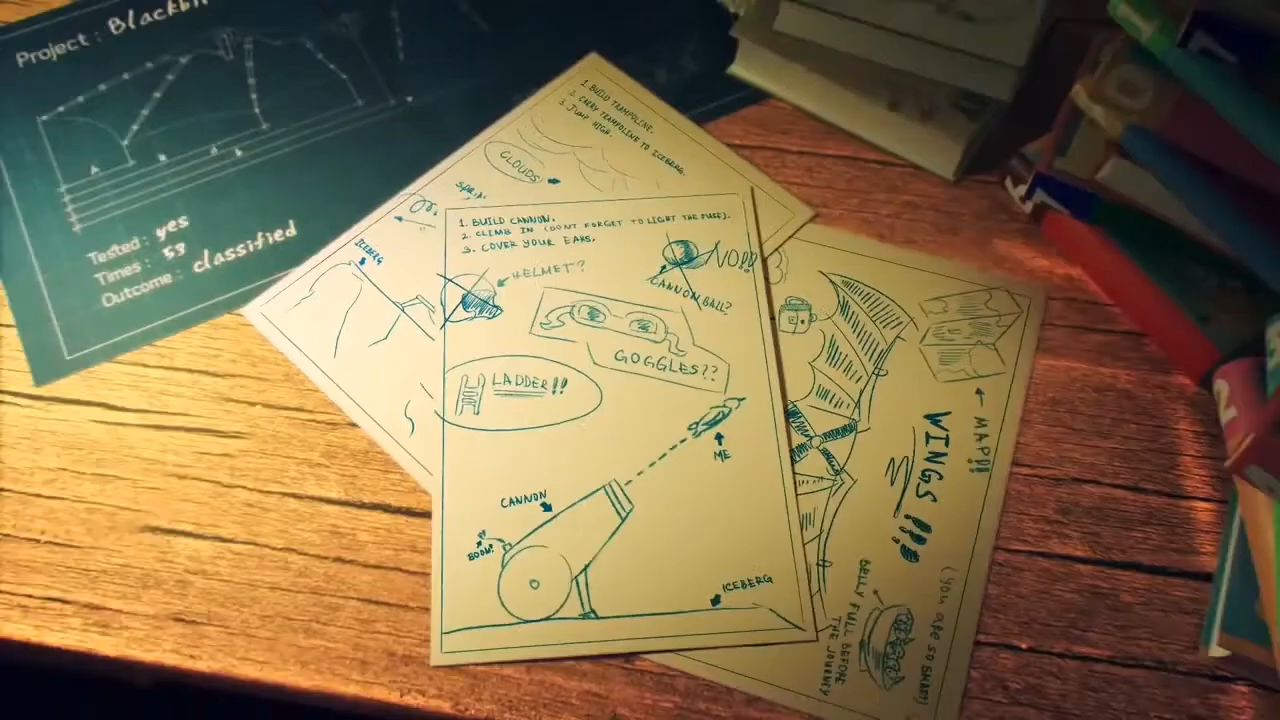 Project : Blackbi
A
Tested : yes
Times : 53
Outcome : classified
1. BUILD TRAMPOLINE.
2. CARRY TRAMPOLINE TO ICEBERG.
3. JUMP HIGH.
CLOUDS
ICEBERG
1. BUILD CANNON.
2. CLIMB IN (DONT FORGET TO LIGHT THE FUSE).
3. COVER YOUR EARS.
HELMET?
NO!!
CANNON BALL?
GOGGLES??
LADDER!!
ME
CANNON
BOOM!
ICEBERG
MAP!!
WINGS!!!
(you are so smart)
BELLY FULL BEFORE
THE JOURNEY